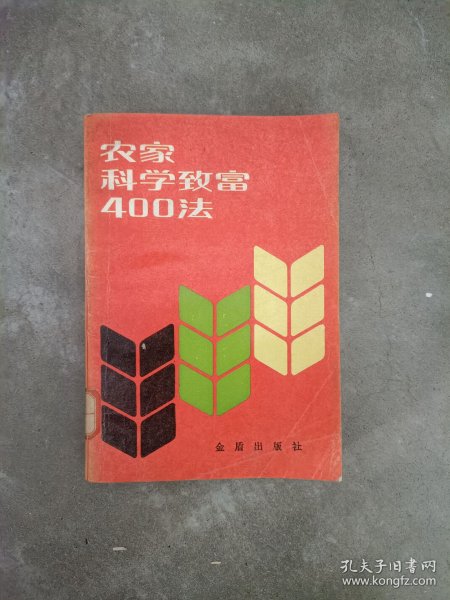 农家
科学致富
400法
金盾出版社
孔夫子旧书网
www.kongfz.com